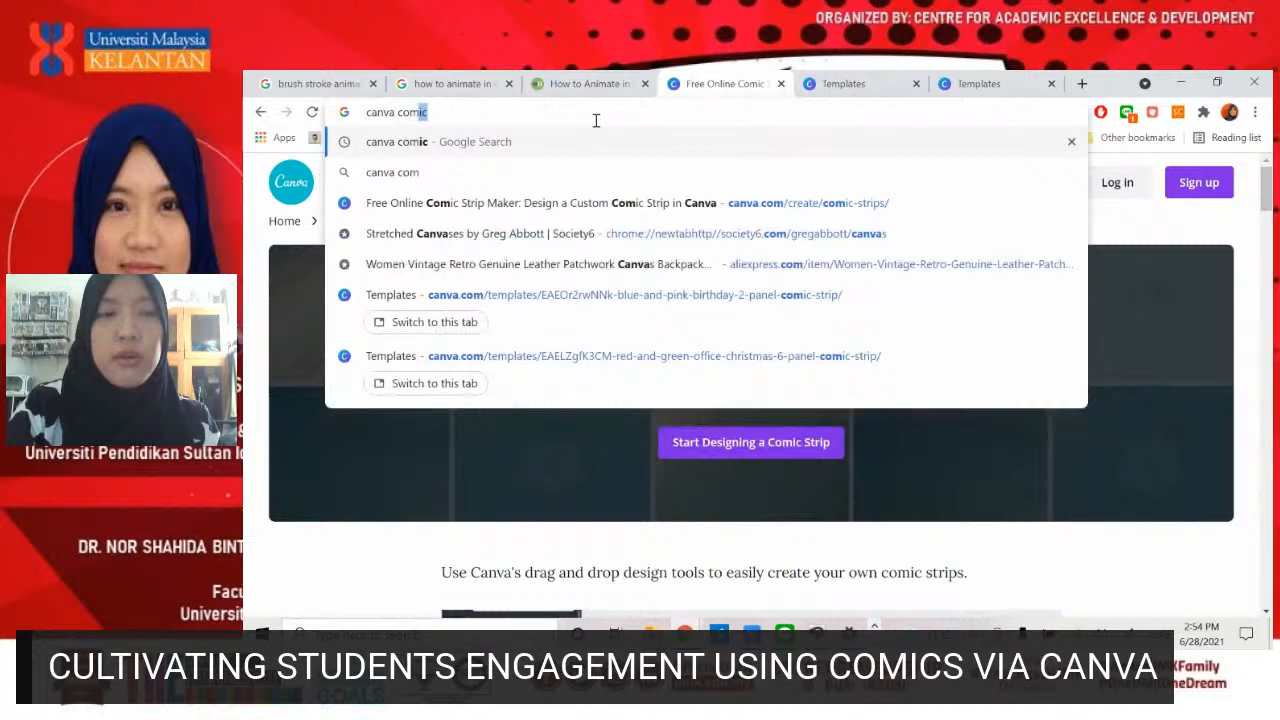 ORGANIZED BY: CENTRE FOR ACADEMIC EXCELLENCE & DEVELOPMENT
Universiti Malaysia
KELANTAN
brush stroke anima
how to animate in
How to Animate in
Free Online Comic
Templates
Templates
canva comic
Apps
Other bookmarks
Reading list
canva comic - Google Search
canva com
Free Online Comic Strip Maker: Design a Custom Comic Strip in Canva - canva.com/create/comic-strips/
Stretched Canvases by Greg Abbott | Society6 - chrome://newtabhttp//society6.com/gregabbott/canvas
Women Vintage Retro Genuine Leather Patchwork Canvas Backpack... - aliexpress.com/item/Women-Vintage-Retro-Genuine-Leather-Patch...
Templates - canva.com/templates/EAEOr2rwNNk-blue-and-pink-birthday-2-panel-comic-strip/
Switch to this tab
Templates - canva.com/templates/EAELZgfK3CM-red-and-green-office-christmas-6-panel-comic-strip/
Switch to this tab
Canva
Log in
Sign up
Home
Start Designing a Comic Strip
Use Canva's drag and drop design tools to easily create your own comic strips.
Universiti Pendidikan Sultan
DR. NOR SHAHIDA BINT
Facu
Universit
Type here to search
2:54 PM
6/28/2021
CULTIVATING STUDENTS ENGAGEMENT USING COMICS VIA CANVA
GOALS